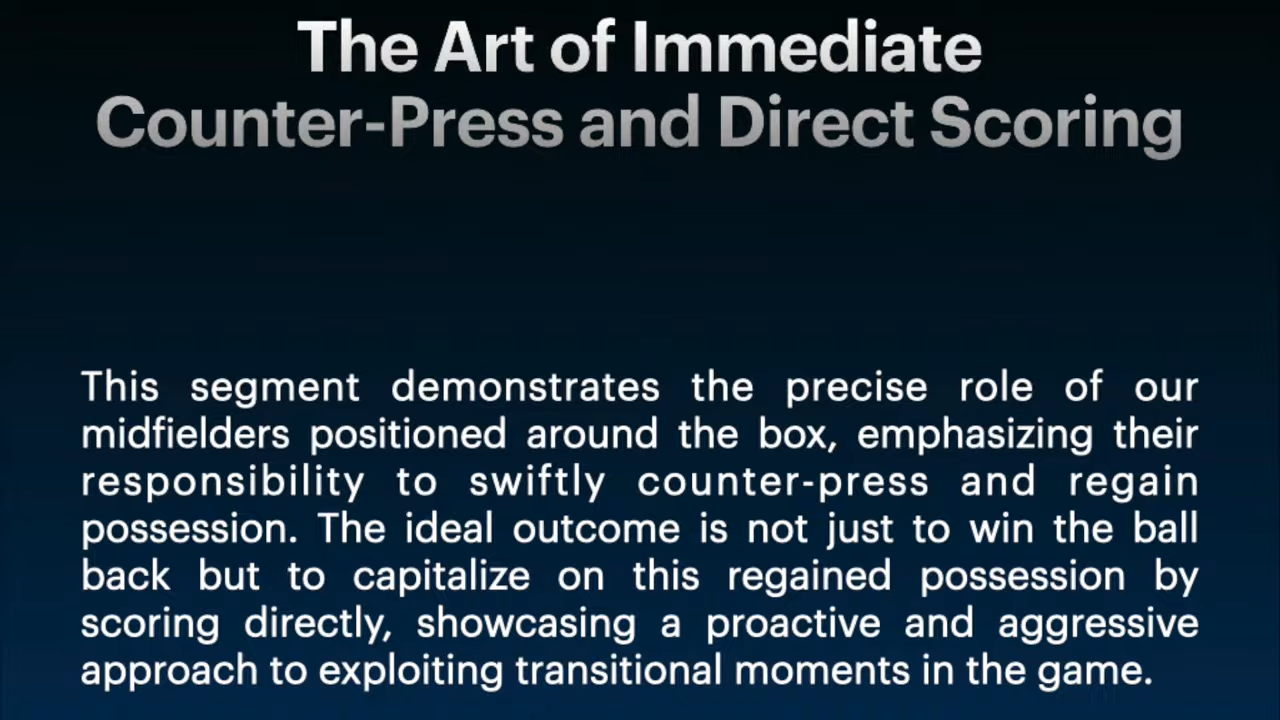 The Art of Immediate
Counter-Press and Direct Scoring
This segment demonstrates the precise role of our
midfielders positioned around the box, emphasizing their
responsibility to swiftly counter-press and regain
possession. The ideal outcome is not just to win the ball
back but to capitalize on this regained possession by
scoring directly, showcasing a proactive and aggressive
approach to exploiting transitional moments in the game.